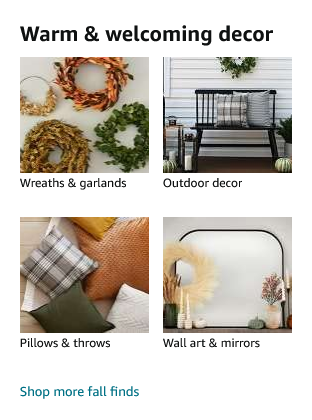 Warm & welcoming decor
Wreaths & garlands
Outdoor decor
Pillows & throws
Wall art & mirrors
Shop more fall finds